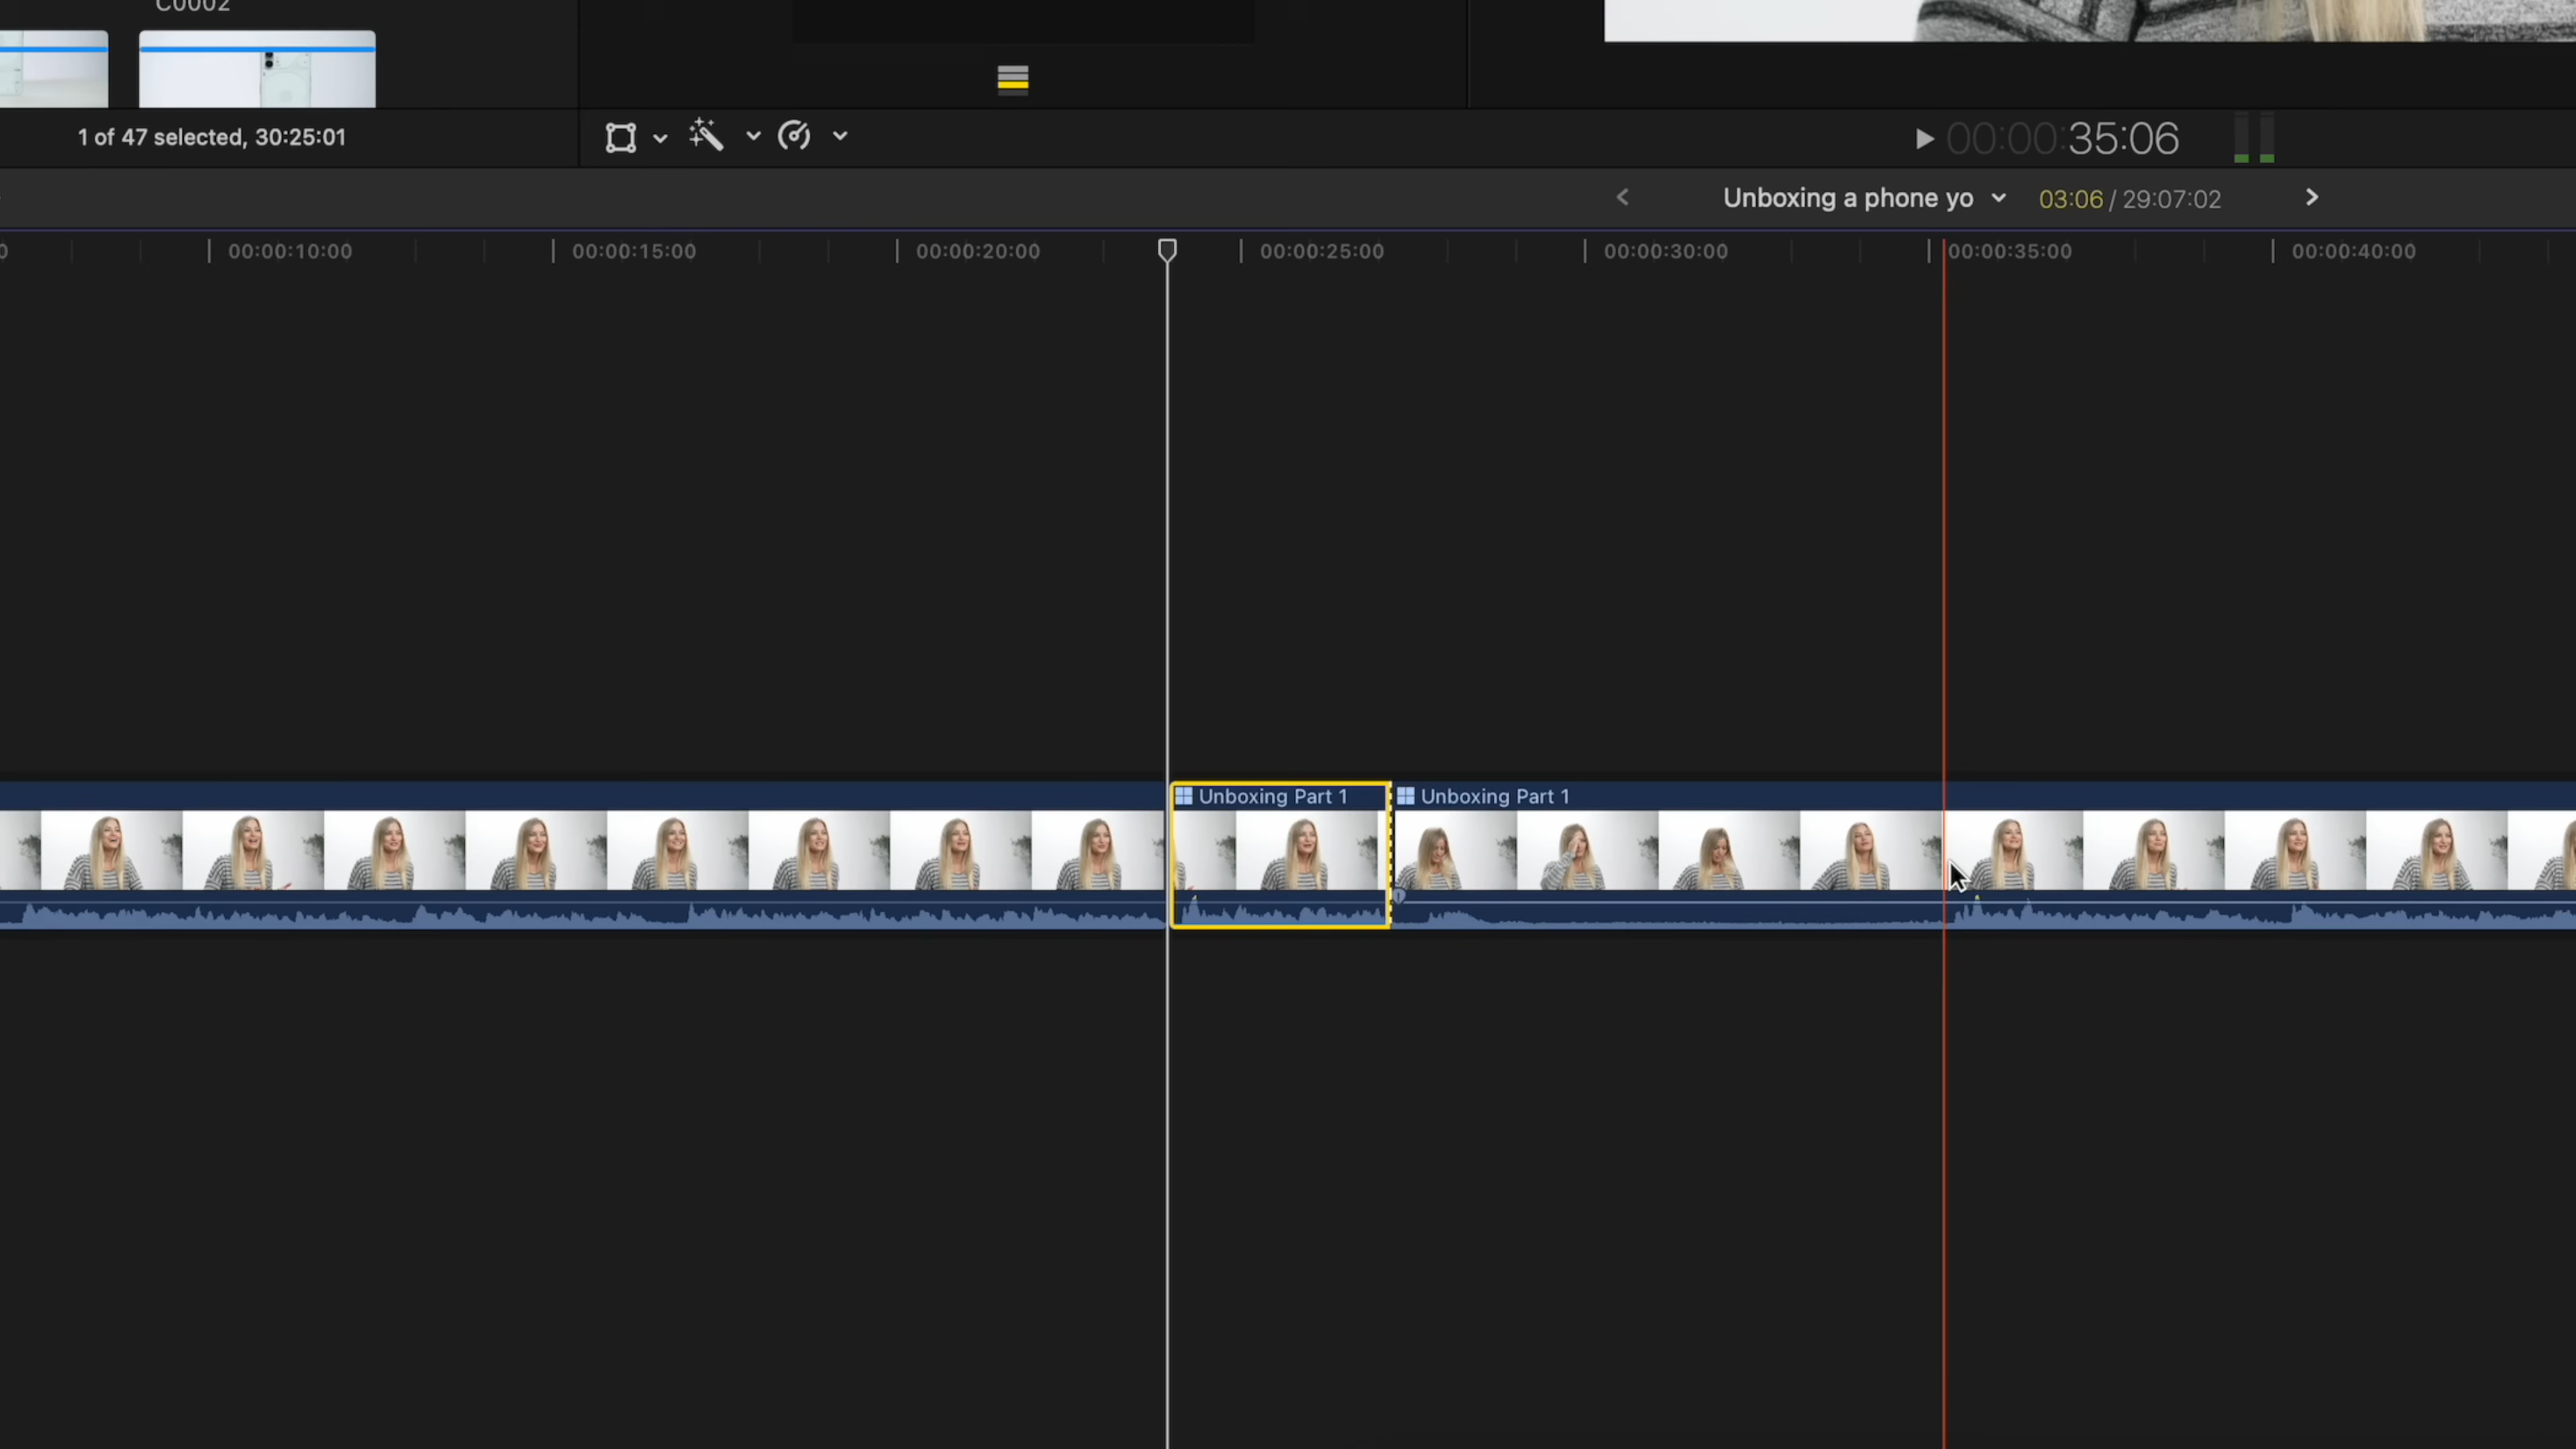 C0002
1 of 47 selected, 30:25:01
00:00:35:06
Unboxing a phone yo
03:06 / 29:07:02
0
00:00:10:00
00:00:15:00
00:00:20:00
00:00:25:00
00:00:30:00
00:00:35:00
00:00:40:00
Unboxing Part 1
Unboxing Part 1